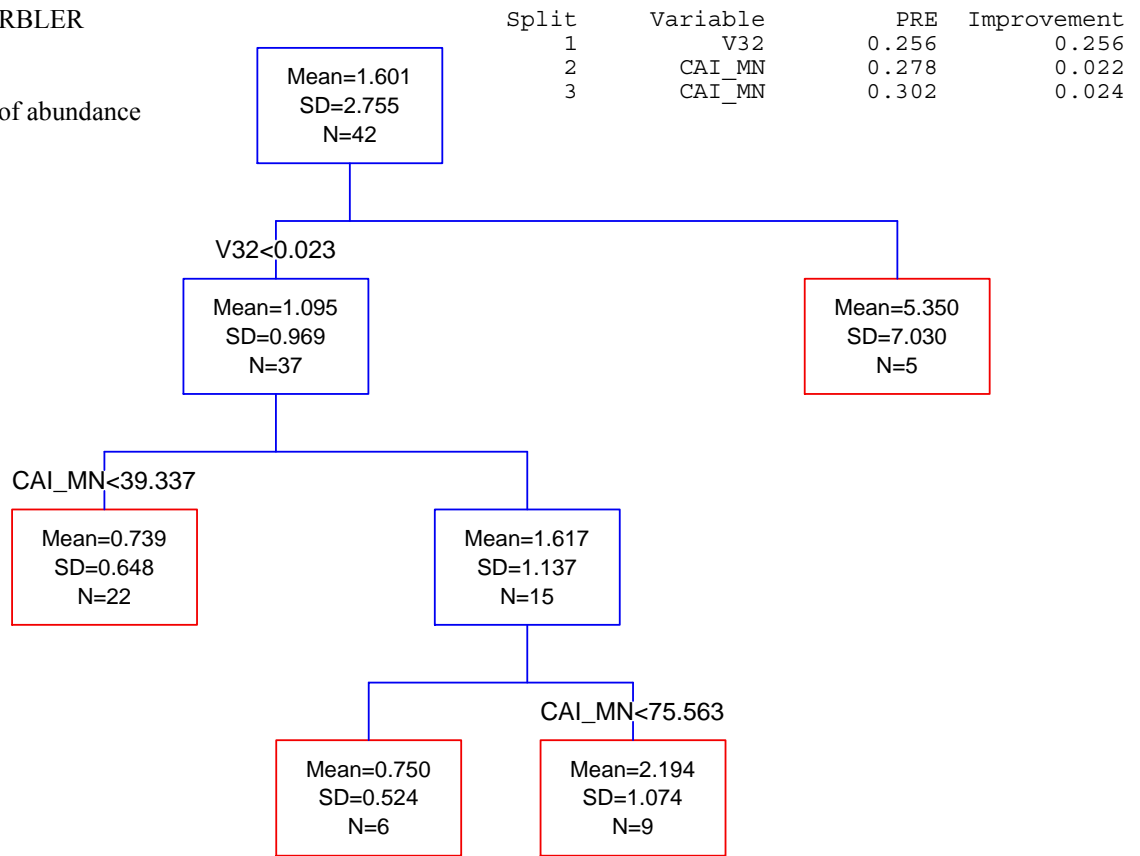 RBLER
of abundance
Split Variable PRE Improvement
1 V32 0.256 0.256
2 CAI_MN 0.278 0.022
3 CAI_MN 0.302 0.024
Mean=1.601
SD=2.755
N=42
V32<0.023
Mean=1.095
SD=0.969
N=37
Mean=5.350
SD=7.030
N=5
CAI_MN<39.337
Mean=0.739
SD=0.648
N=22
Mean=1.617
SD=1.137
N=15
CAI_MN<75.563
Mean=0.750
SD=0.524
N=6
Mean=2.194
SD=1.074
N=9